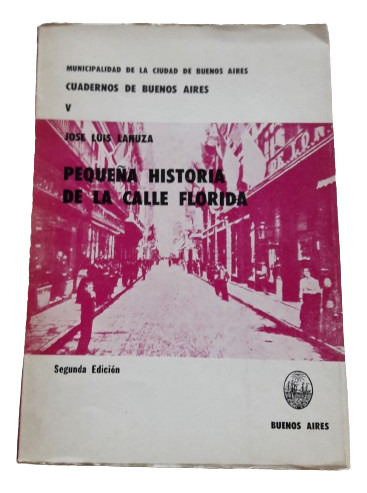 MUNICIPALIDAD DE LA CIUDAD DE BUENOS AIRES
CUADERNOS DE BUENOS AIRES
V
JOSE LUIS LANUZA
PEQUEÑA HISTORIA
DE LA CALLE FLORIDA
Segunda Edición
BUENOS AIRES